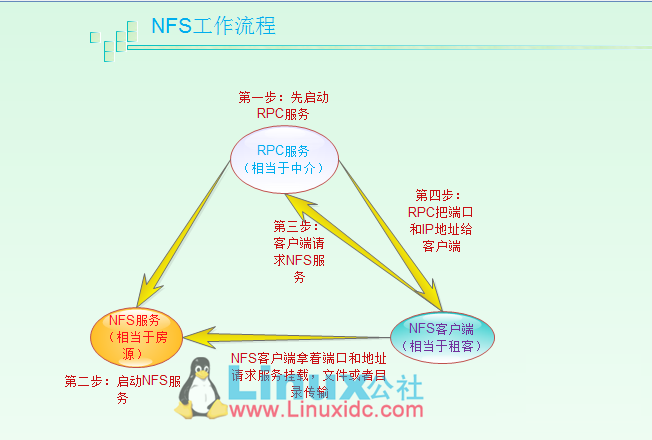 NFS工作流程
第一步：先启动
RPC服务
RPC服务
（相当于中介）
第四步：
RPC把端口
和IP地址给
客户端
第三步：
客户端请
求NFS服
务
NFS服务
（相当于房
源）
NFS客户端
（相当于租客）
NFS客户端拿着端口和地址
请求服务挂载，文件或者目
录传输
第二步：启动NFS服
务
Linux公社
www.Linuxidc.com